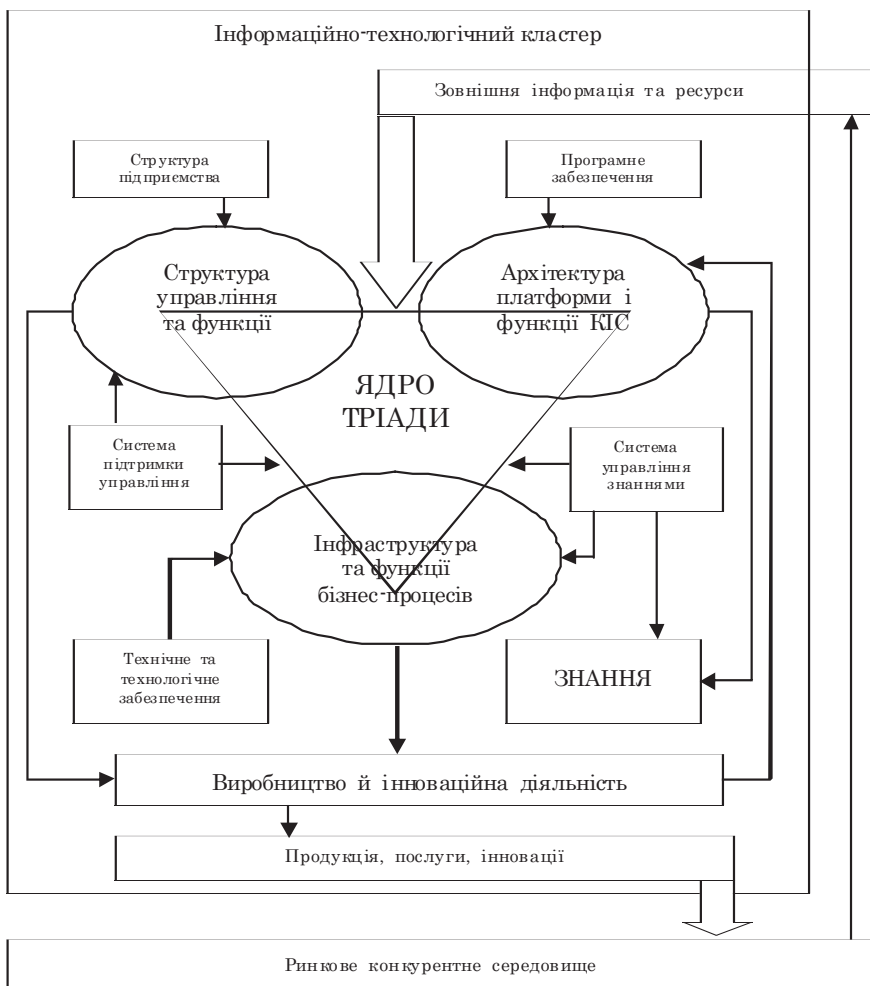 Інформаційно-технологічний кластер
Зовнішня інформація та ресурси
Структура
підприємства
Програмне
забезпечення
Структура
управління
та функції
Архітектура
платформи і
функції КІС
ЯДРО
ТРІАДИ
Система
підтримки
управління
Система
управління
знаннями
Інфраструктура
та функції
бізнес-процесів
Технічне та
технологічне
забезпечення
ЗНАННЯ
Виробництво й інноваційна діяльність
Продукція, послуги, інновації
Ринкове конкурентне середовище